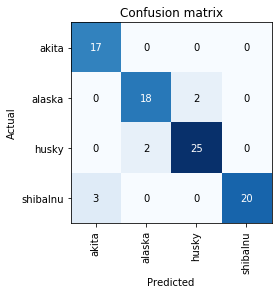 Confusion matrix
akita 17 0 0 0
alaska 0 18 2 0
husky 0 2 25 0
shibaInu 3 0 0 20
Actual
akita alaska husky shibaInu
Predicted